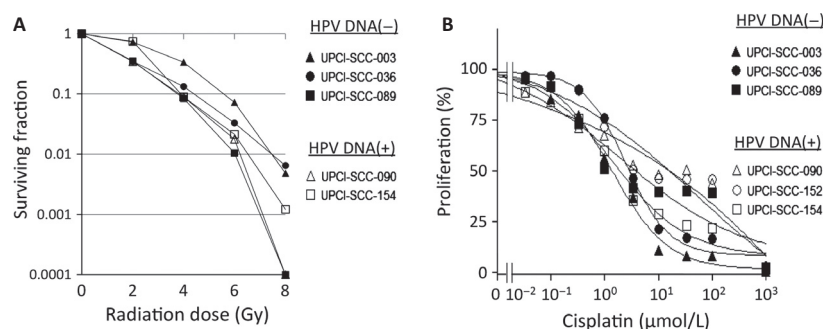 A
Surviving fraction
1
0.1
0.01
0.001
0.0001
0
2
4
6
8
Radiation dose (Gy)
HPV DNA(−)
UPCI-SCC-003
UPCI-SCC-036
UPCI-SCC-089
HPV DNA(+)
UPCI-SCC-090
UPCI-SCC-154
B
Proliferation (%)
100
75
50
25
0
0
10⁻²
10⁻¹
10⁰
10¹
10²
10³
Cisplatin (µmol/L)
HPV DNA(−)
UPCI-SCC-003
UPCI-SCC-036
UPCI-SCC-089
HPV DNA(+)
UPCI-SCC-090
UPCI-SCC-152
UPCI-SCC-154